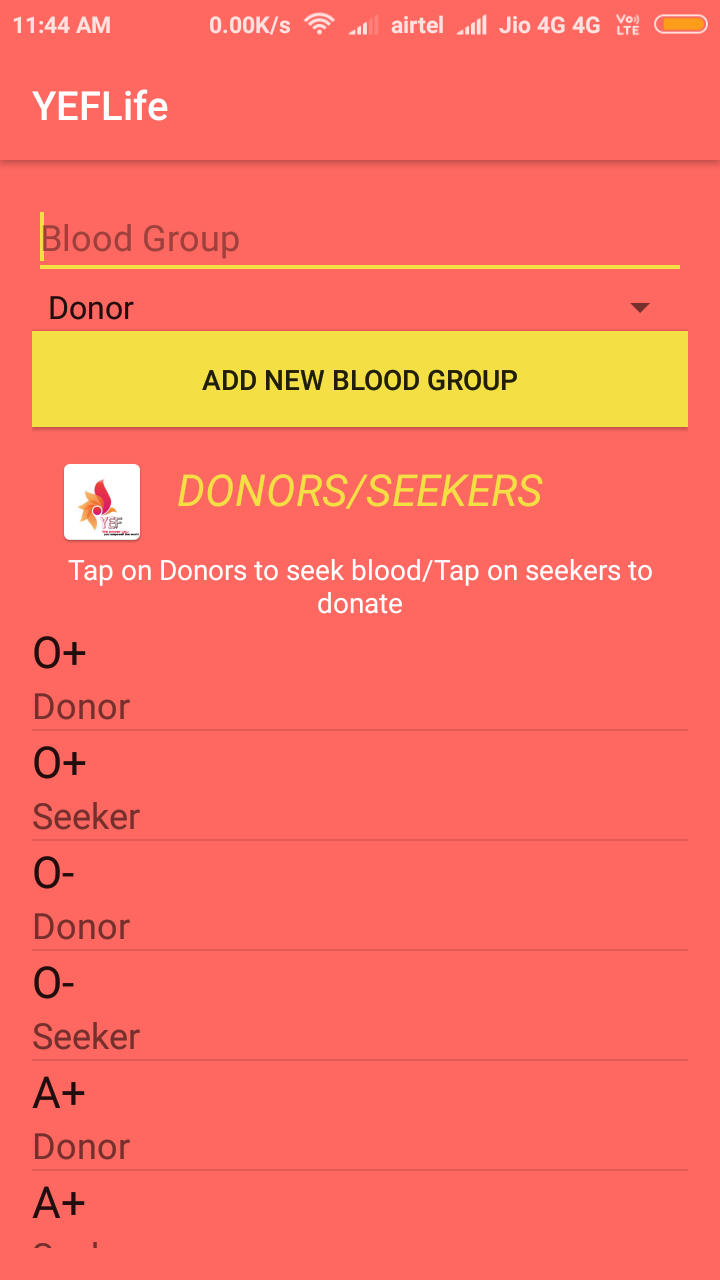 11:44 AM 0.00K/s airtel Jio 4G 4G Vo)) LTE
YEFLife
Blood Group
Donor
ADD NEW BLOOD GROUP
YEF
DONORS/SEEKERS
Tap on Donors to seek blood/Tap on seekers to
donate
O+
Donor
O+
Seeker
O-
Donor
O-
Seeker
A+
Donor
A+